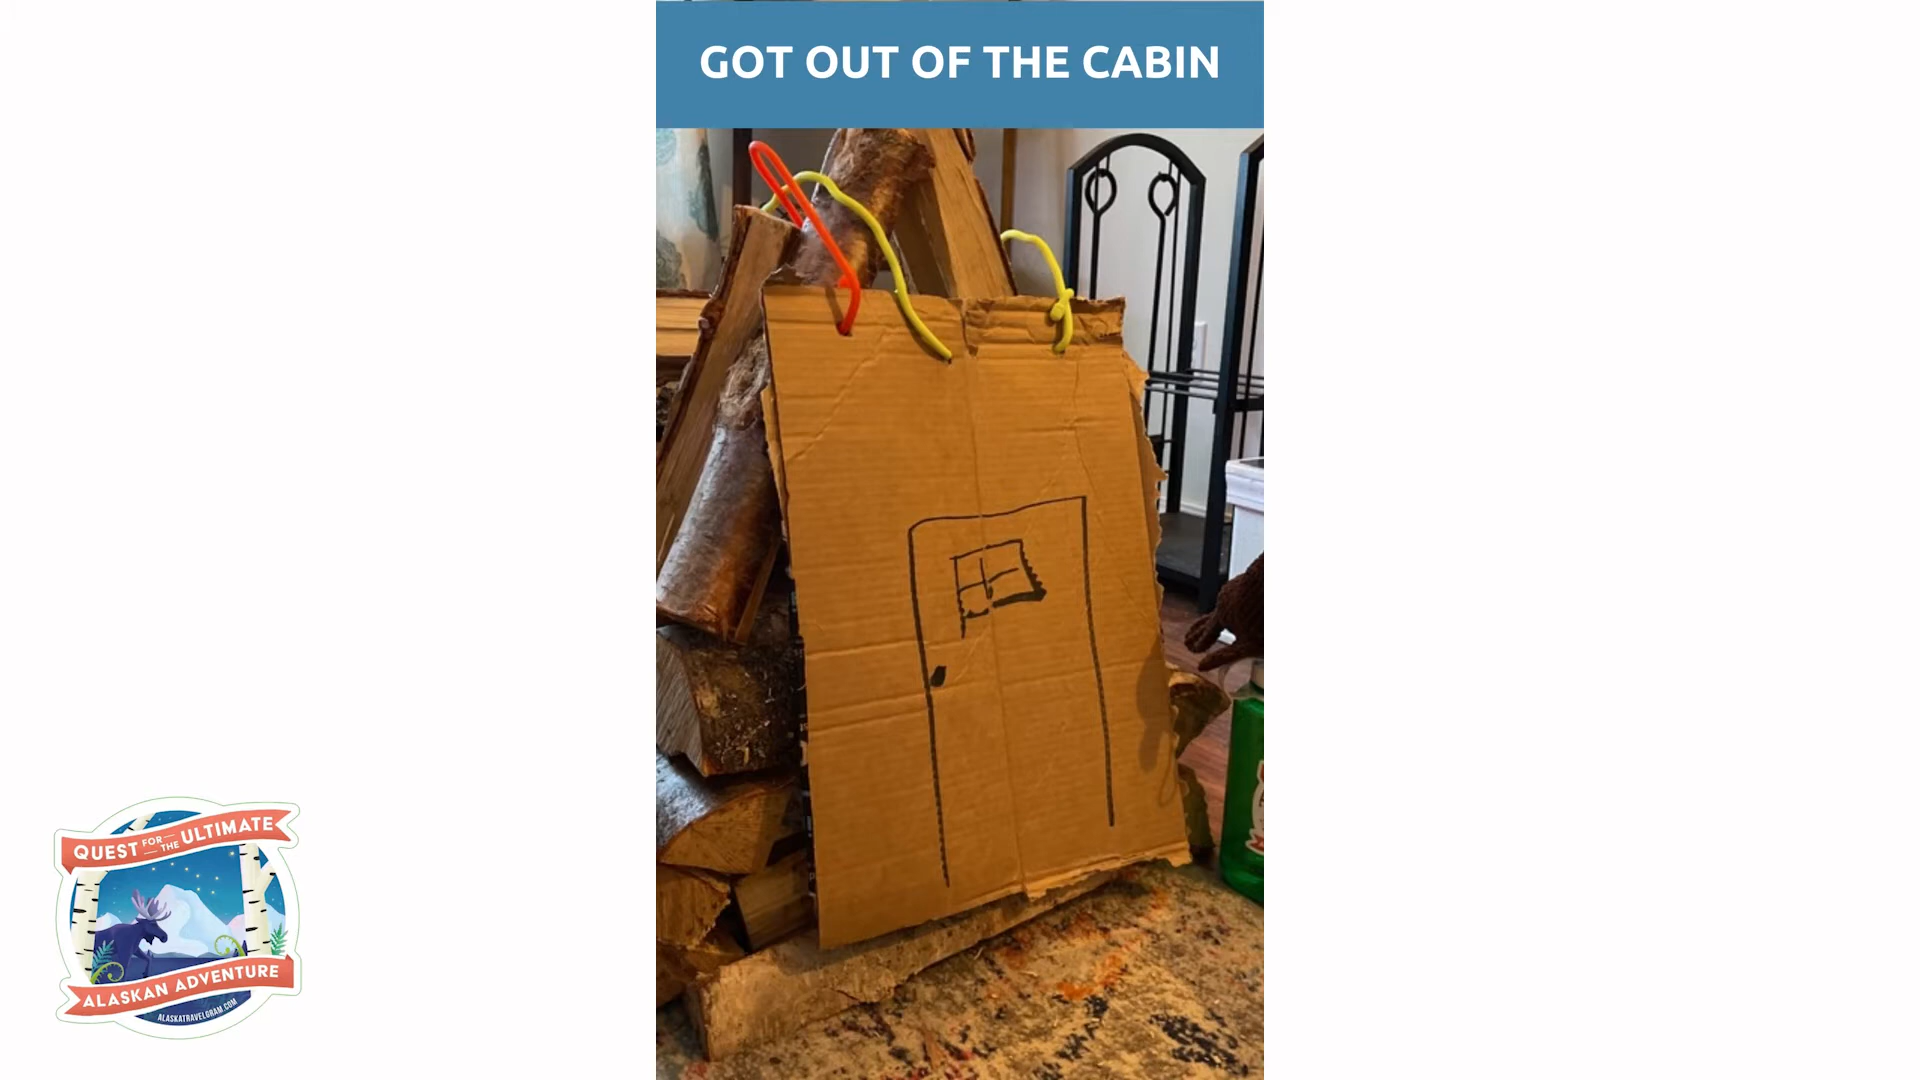 GOT OUT OF THE CABIN
QUEST FOR THE ULTIMATE
ALASKAN ADVENTURE
ALASKATRAVELGRAM.COM